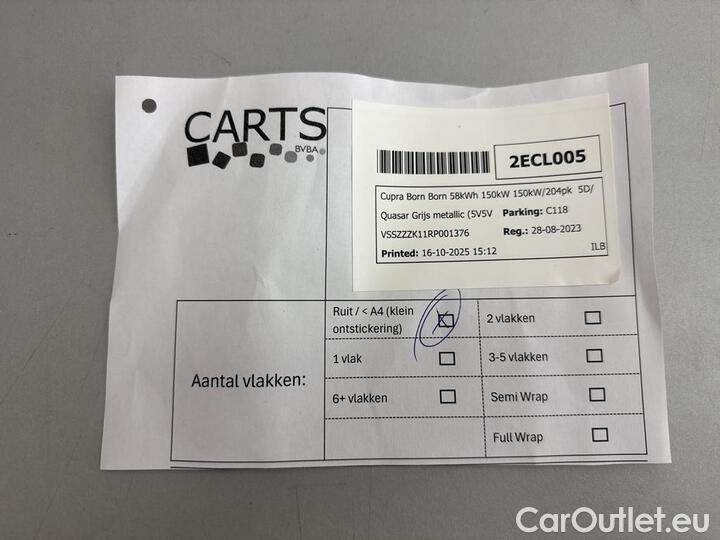 CARTS
BVBA
2ECL005
Cupra Born Born 58kWh 150kW 150kW/204pk 5D/
Quasar Grijs metallic (5V5V Parking: C118
VSSZZZK11RP001376 Reg.: 28-08-2023
Printed: 16-10-2025 15:12 ILB
Aantal vlakken:
Ruit / < A4 (klein
ontstickering)
2 vlakken
1 vlak
3-5 vlakken
6+ vlakken
Semi Wrap
Full Wrap
CarOutlet.eu